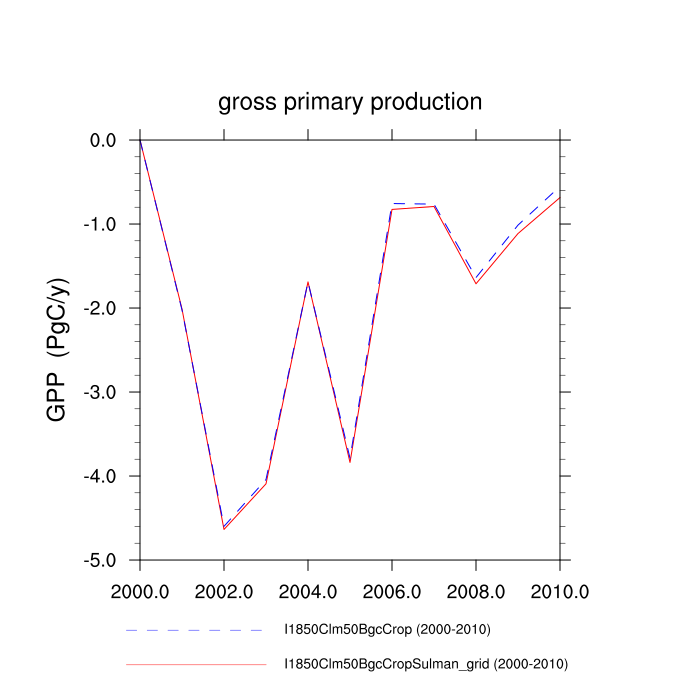 gross primary production
0.0
-1.0
-2.0
-3.0
-4.0
-5.0
GPP (PgC/y)
2000.0 2002.0 2004.0 2006.0 2008.0 2010.0
I1850Clm50BgcCrop (2000-2010)
I1850Clm50BgcCropSulman_grid (2000-2010)